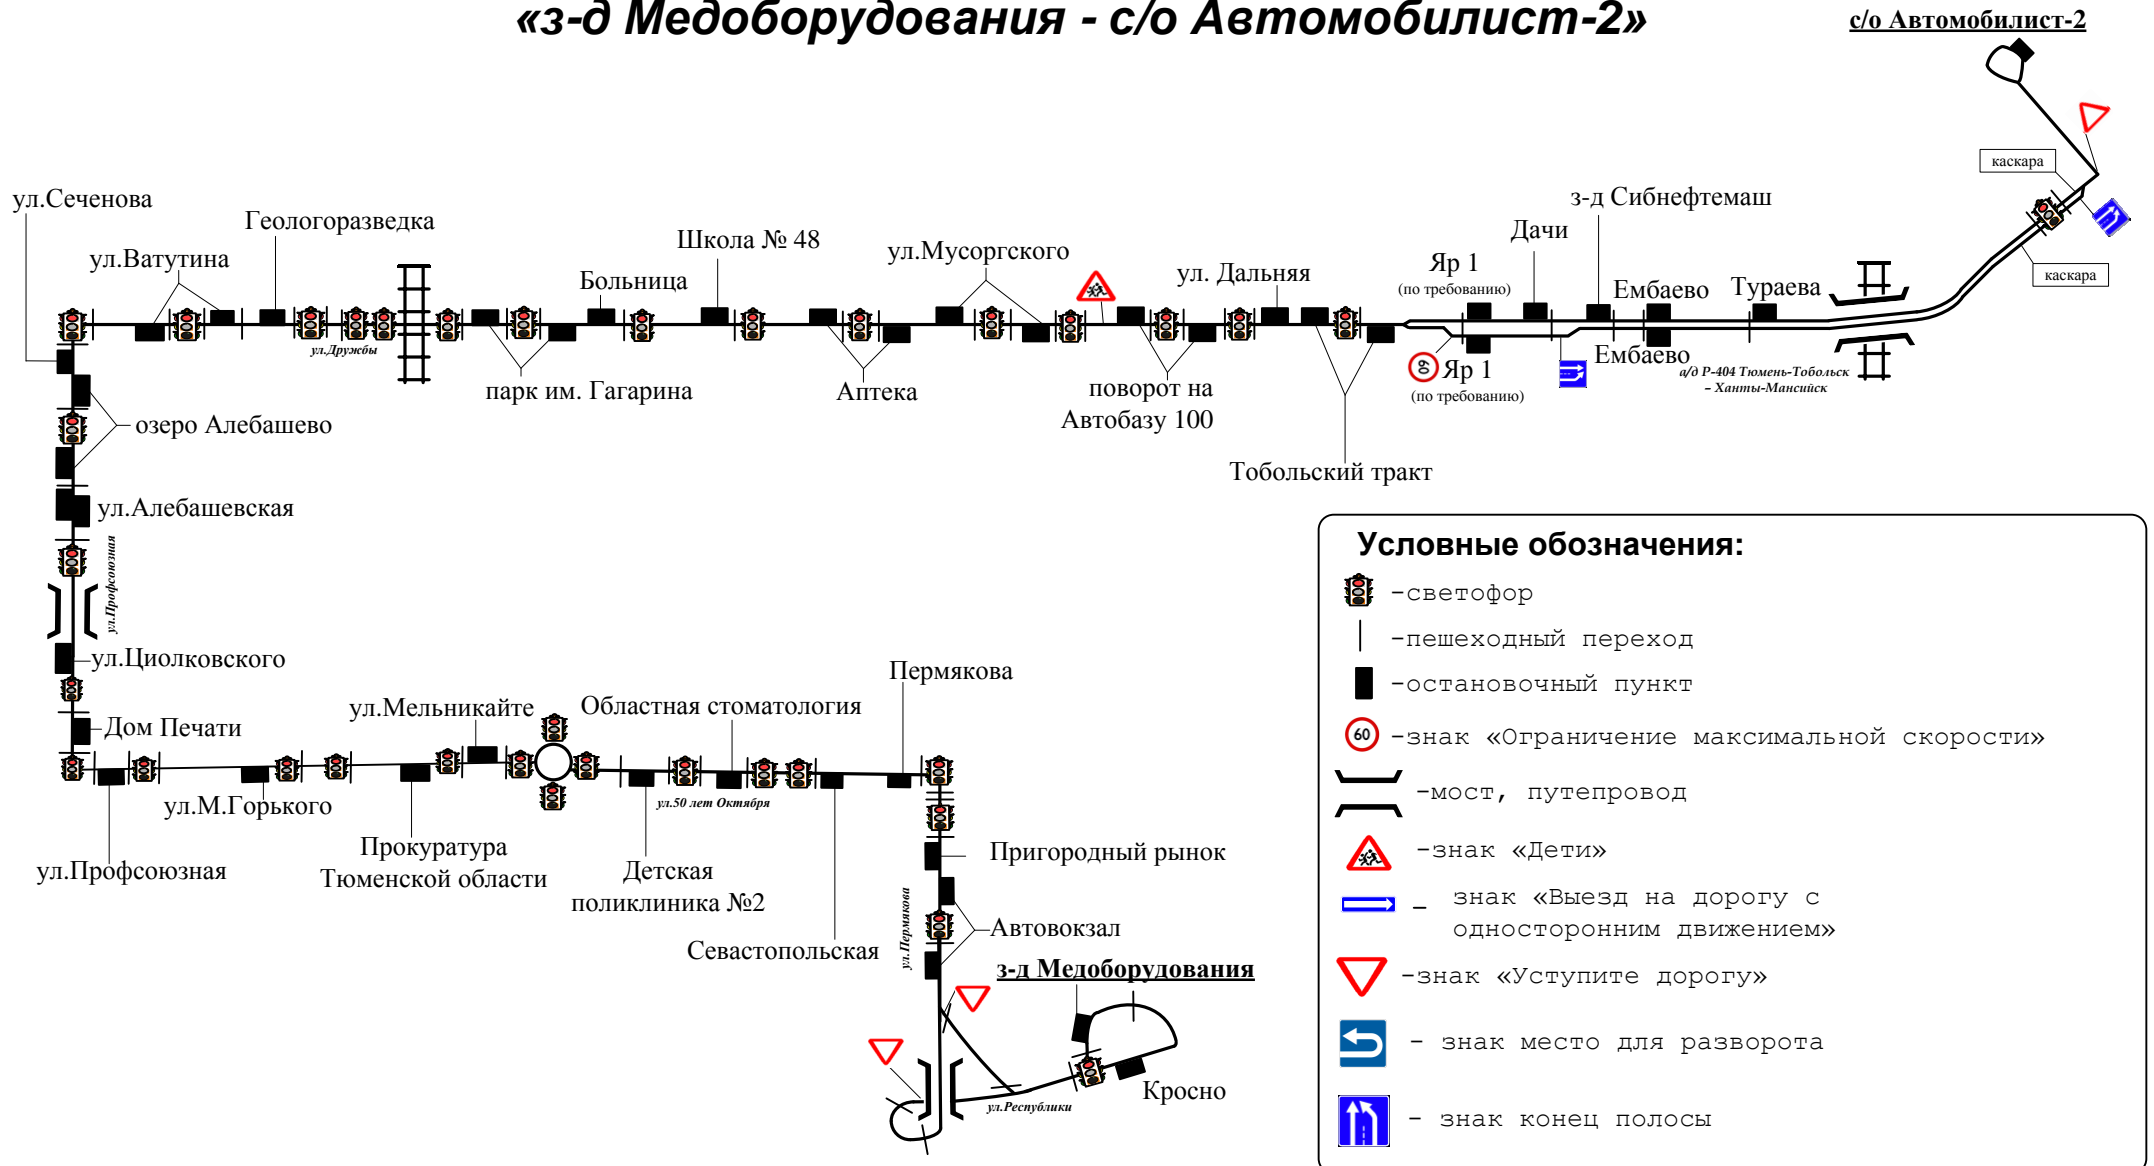 «з-д Медоборудования - с/о Автомобилист-2»
с/о Автомобилист-2
каскара
каскара
ул.Сеченова
ул.Ватутина
Геологоразведка
ул.Дружбы
парк им. Гагарина
Больница
Школа № 48
Аптека
ул.Мусоргского
поворот на
Автобазу 100
ул. Дальняя
Тобольский тракт
Яр 1
(по требованию)
60
Яр 1
(по требованию)
Дачи
з-д Сибнефтемаш
Ембаево
Ембаево
Тураева
а/д Р-404 Тюмень-Тобольск
– Ханты-Мансийск
озеро Алебашево
ул.Алебашевская
ул.Профсоюзная
ул.Циолковского
Дом Печати
ул.Профсоюзная
ул.М.Горького
Прокуратура
Тюменской области
ул.Мельникайте
Областная стоматология
ул.50 лет Октября
Детская
поликлиника №2
Севастопольская
Пермякова
Пригородный рынок
ул.Пермякова
Автовокзал
з-д Медоборудования
ул.Республики
Кросно
Условные обозначения:
-светофор
-пешеходный переход
-остановочный пункт
60
-знак «Ограничение максимальной скорости»
-мост, путепровод
-знак «Дети»
– знак «Выезд на дорогу с
односторонним движением»
-знак «Уступите дорогу»
- знак место для разворота
- знак конец полосы